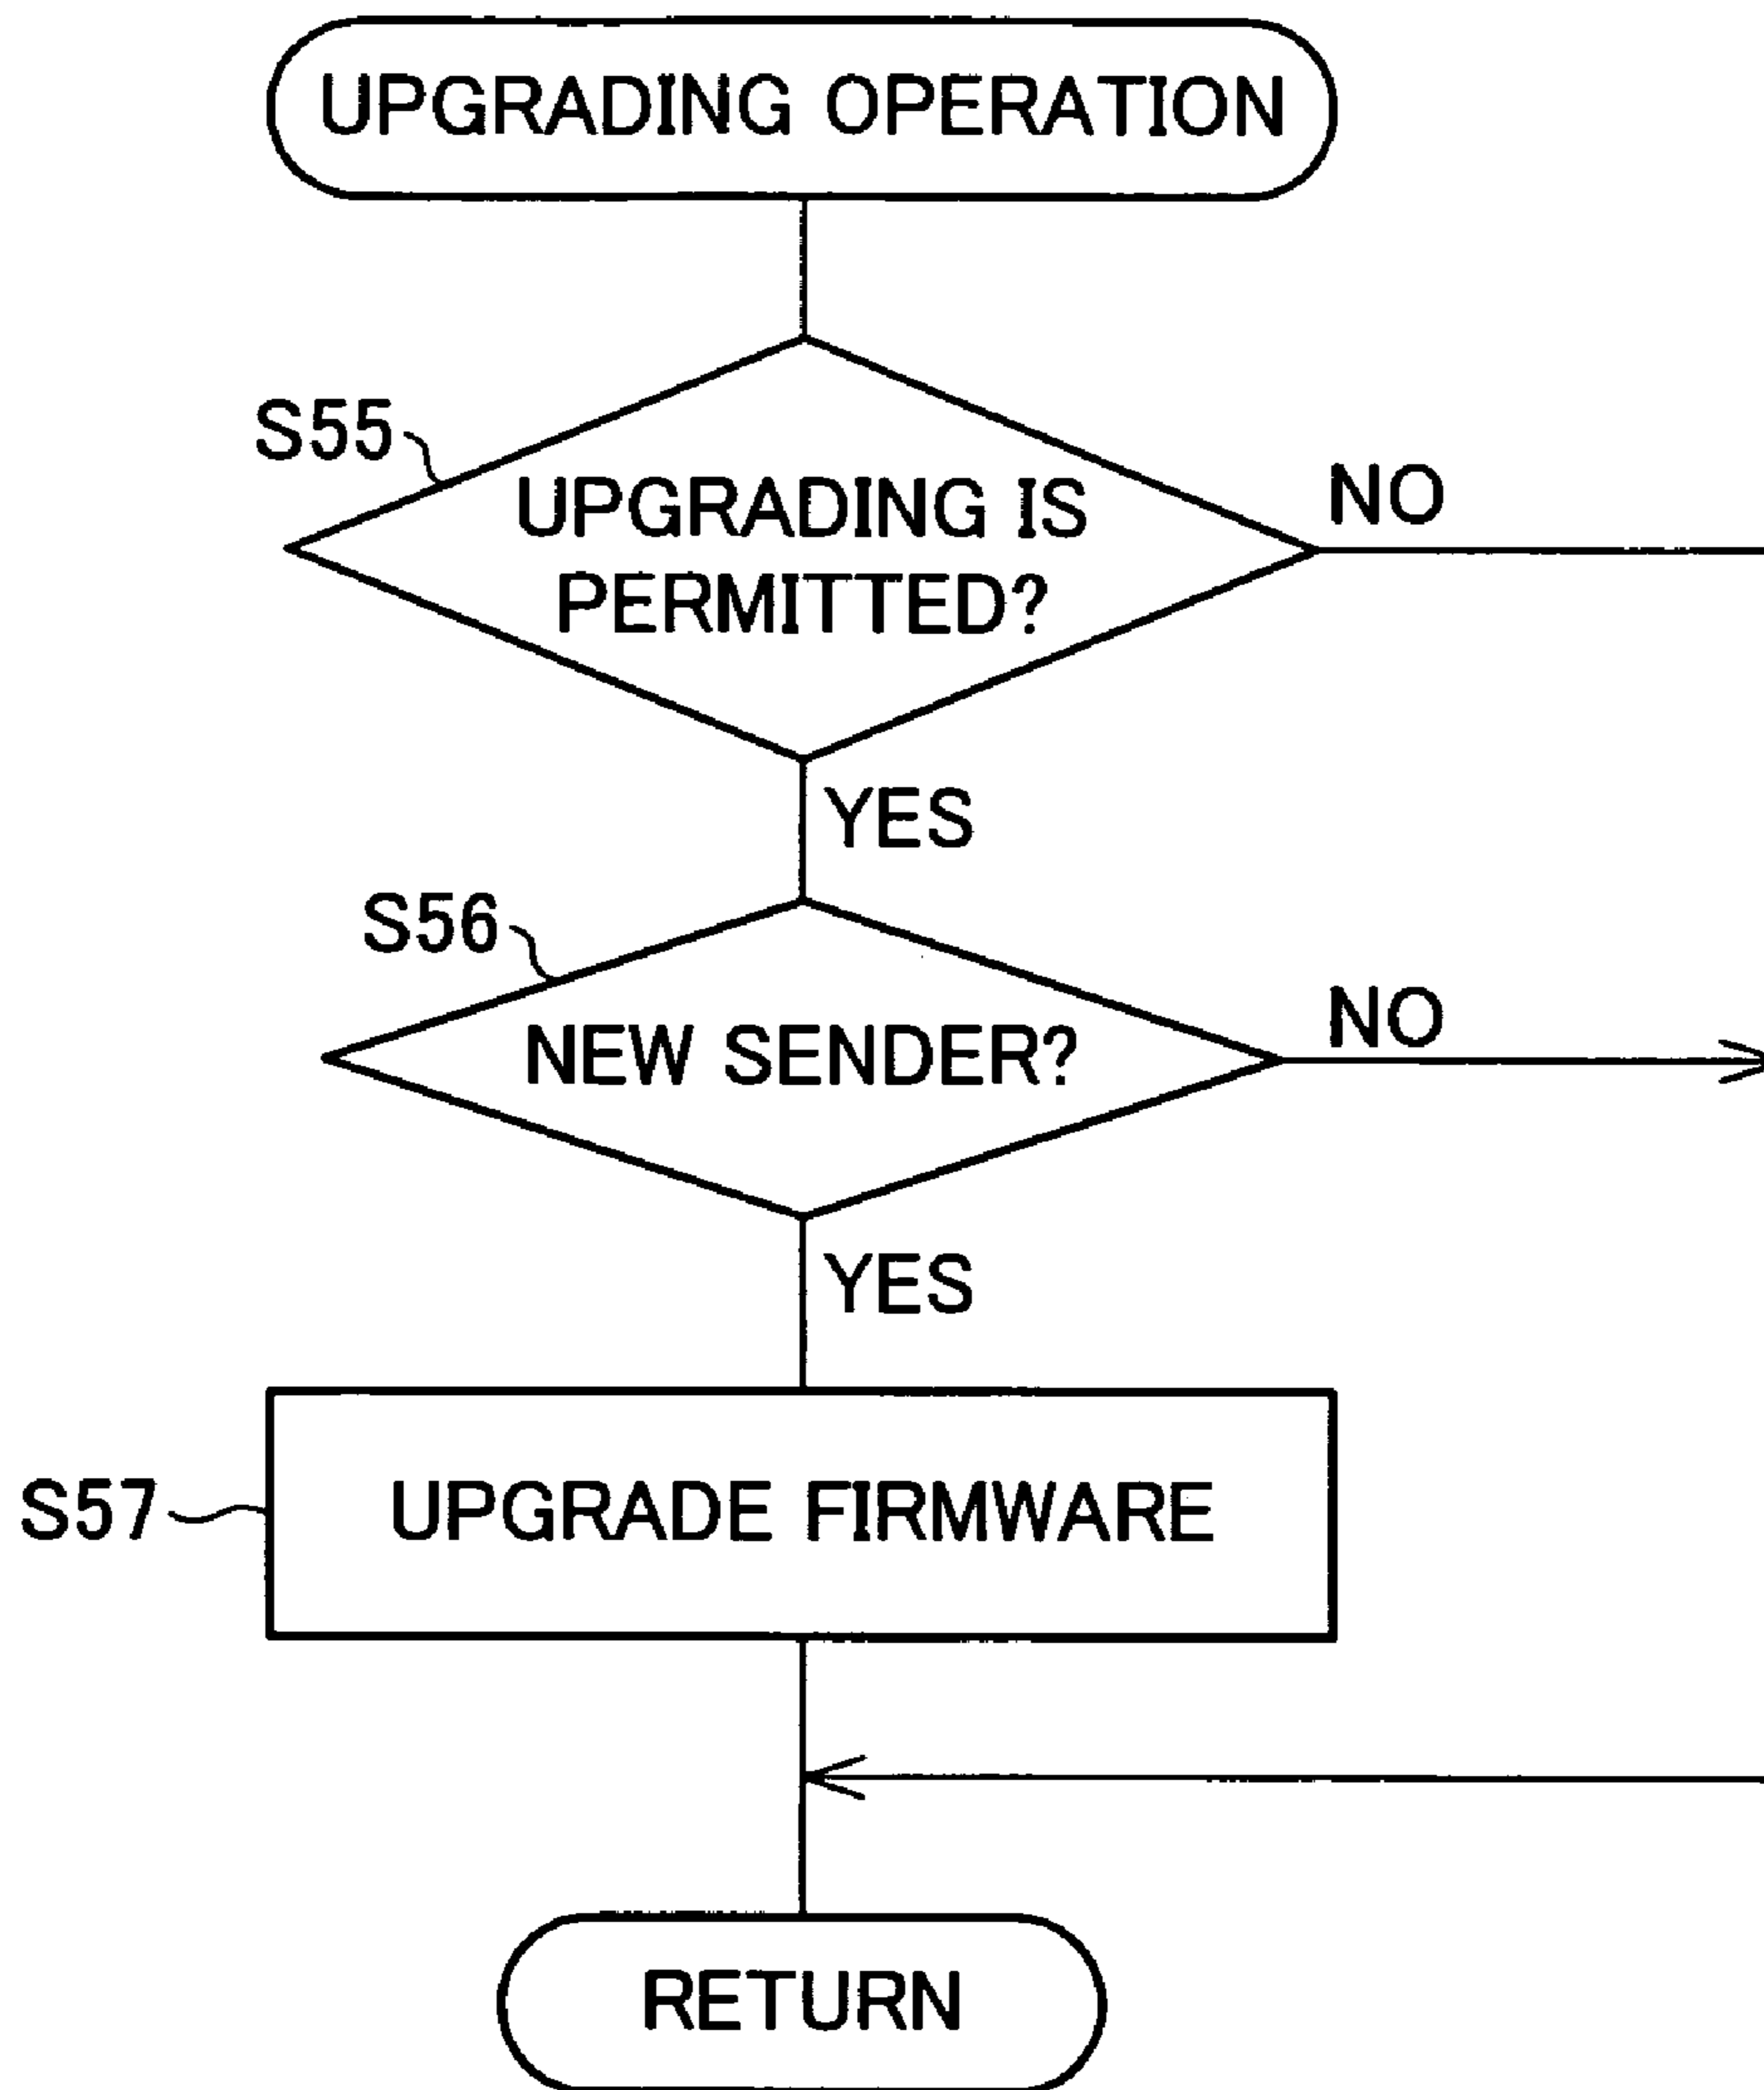 UPGRADING OPERATION
S55
UPGRADING IS
PERMITTED?
NO
YES
S56
NEW SENDER?
NO
YES
S57
UPGRADE FIRMWARE
RETURN